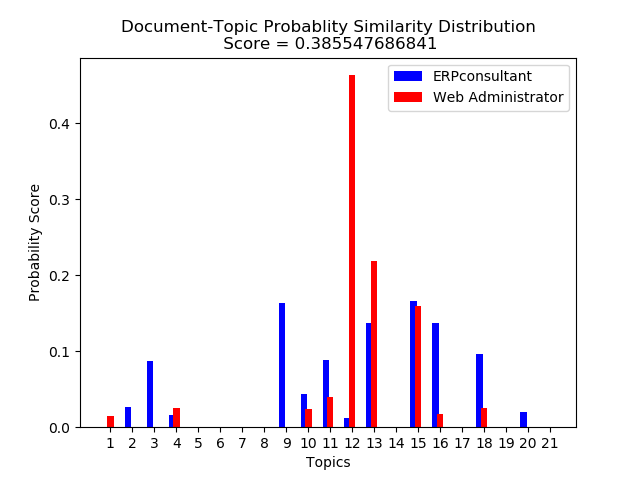 Document-Topic Probablity Similarity Distribution
Score = 0.385547686841
ERPconsultant
Web Administrator
Probability Score
0.4
0.3
0.2
0.1
0.0
1 2 3 4 5 6 7 8 9 10 11 12 13 14 15 16 17 18 19 20 21
Topics